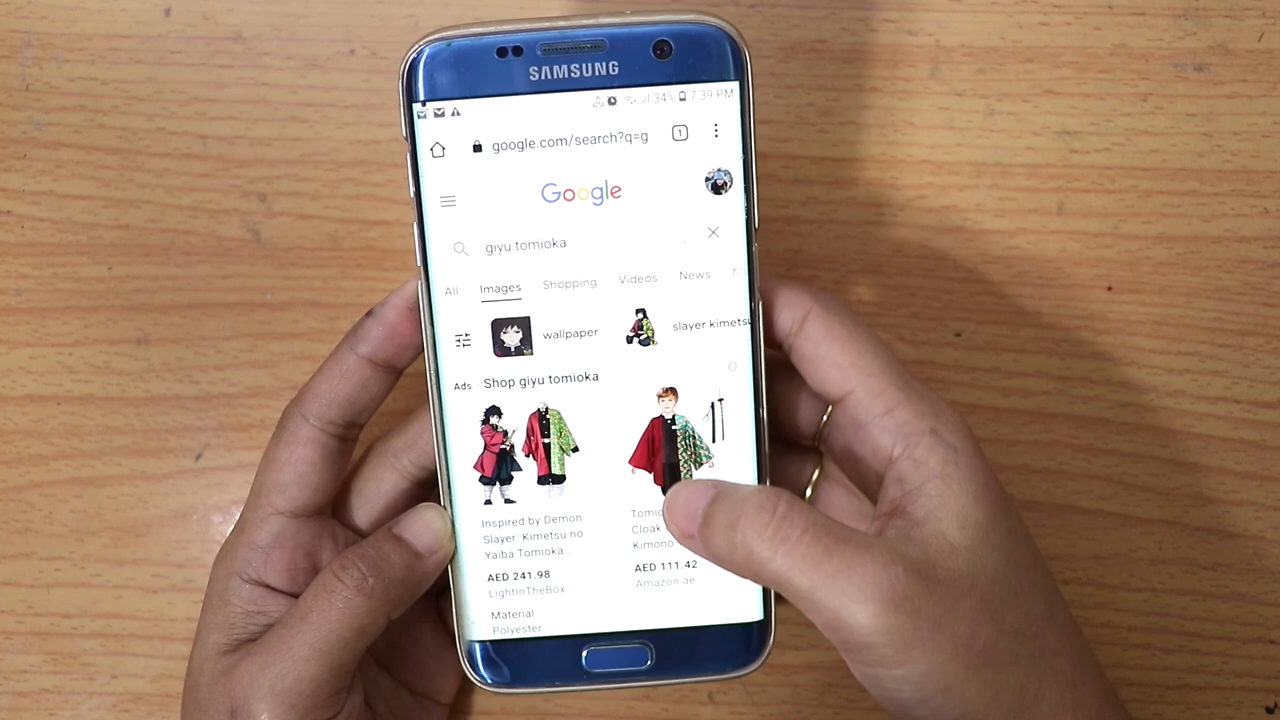 SAMSUNG
34% 7:39 PM
google.com/search?q=g
1
Google
giyu tomioka
All Images Shopping Videos News
wallpaper slayer kimetsu
Ads · Shop giyu tomioka
Inspired by Demon
Slayer: Kimetsu no
Yaiba Tomioka...
AED 241.98
LightInTheBox
Material
Polyester
Cloak
Kimono
AED 111.42
Amazon.ae